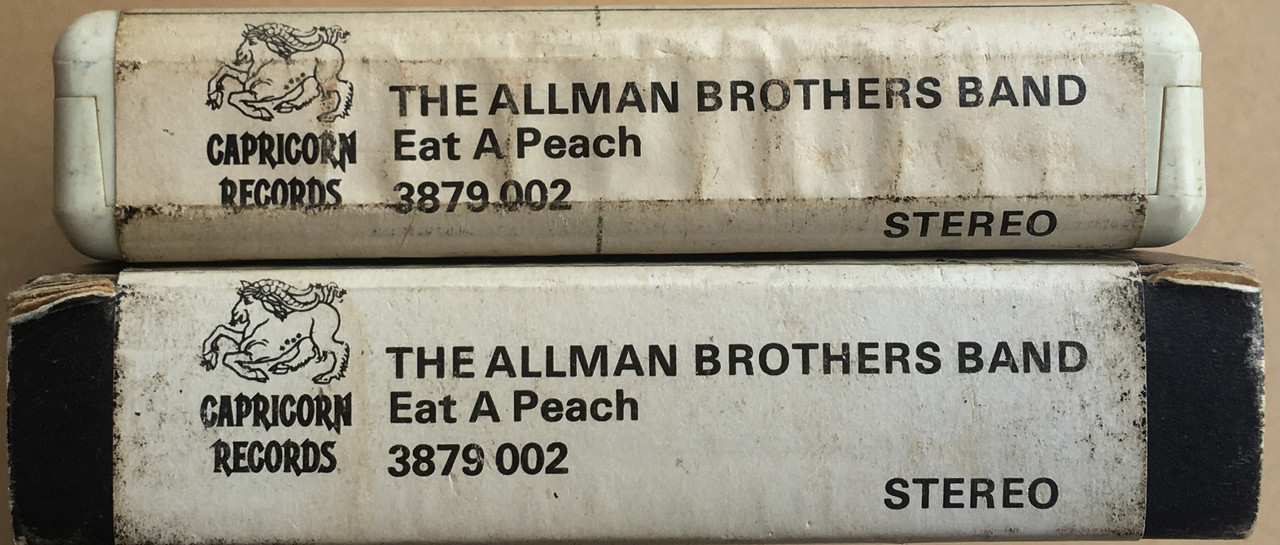 CAPRICORN
RECORDS
THE ALLMAN BROTHERS BAND
Eat A Peach
3879 002
STEREO
CAPRICORN
RECORDS
THE ALLMAN BROTHERS BAND
Eat A Peach
3879 002
STEREO